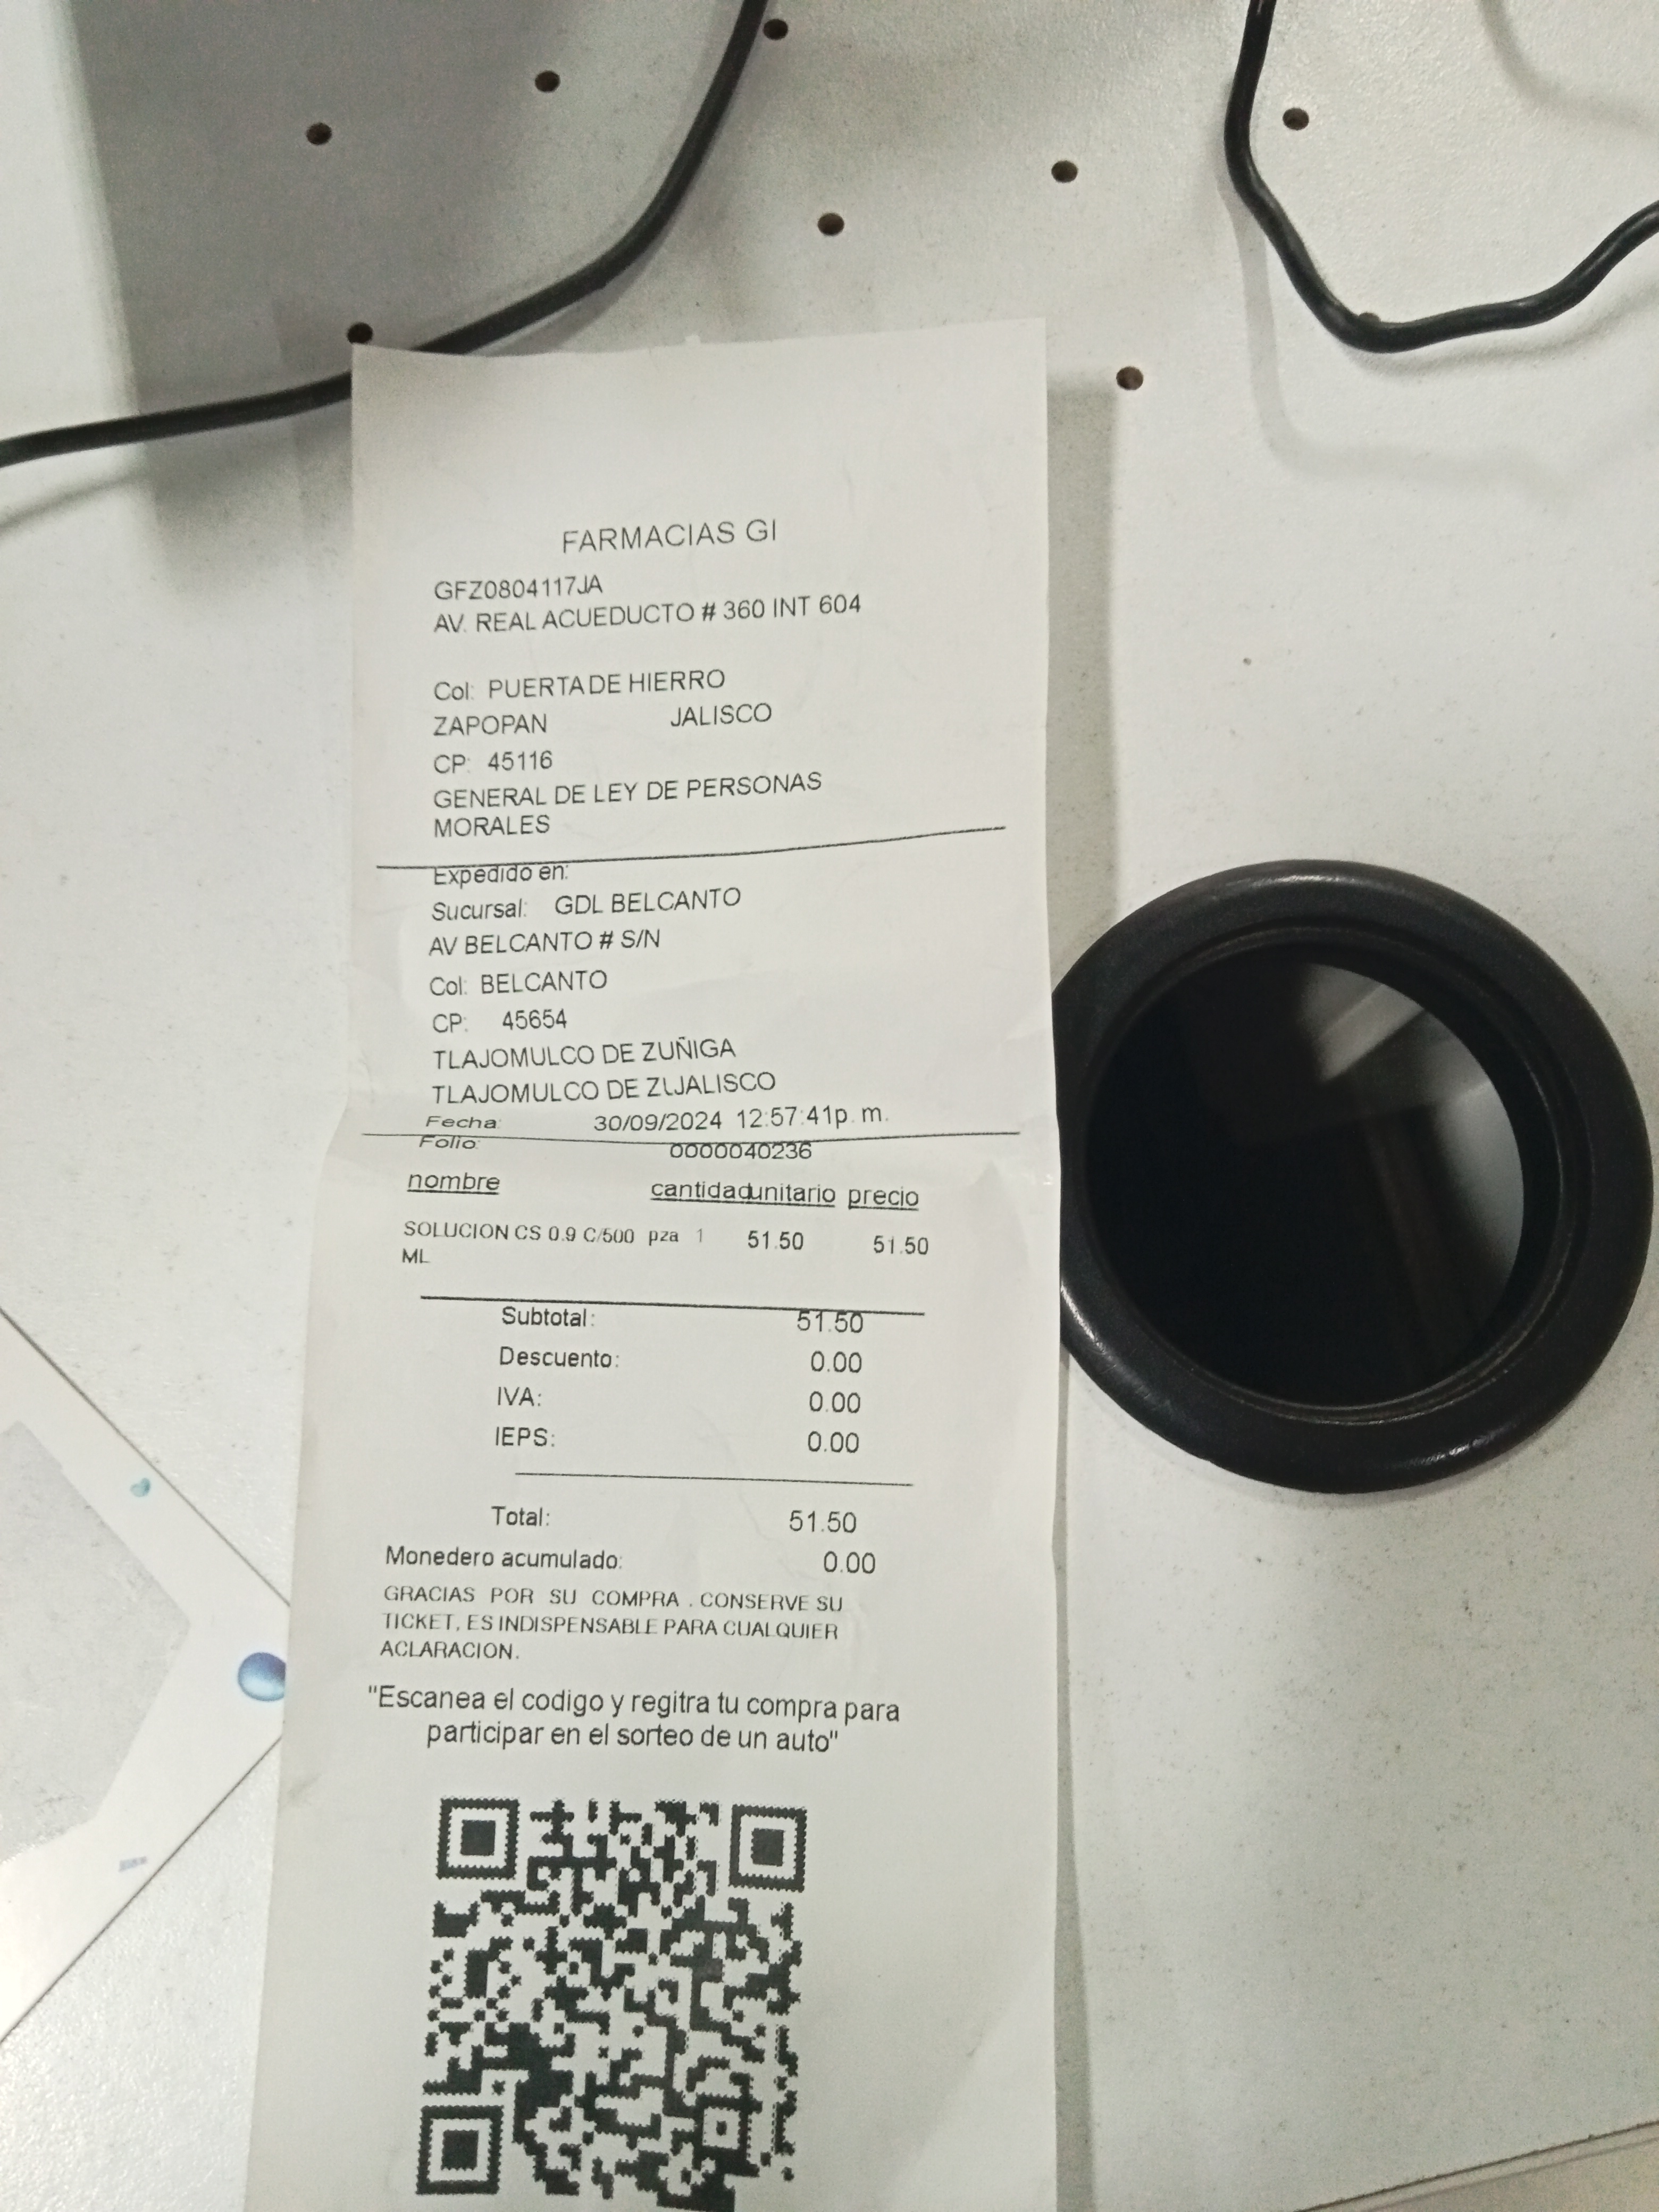 FARMACIAS GI
GFZ0804117JA
AV. REAL ACUEDUCTO # 360 INT 604
Col: PUERTA DE HIERRO
ZAPOPAN JALISCO
CP: 45116
GENERAL DE LEY DE PERSONAS
MORALES
Expedido en:
Sucursal: GDL BELCANTO
AV BELCANTO # S/N
Col: BELCANTO
CP: 45654
TLAJOMULCO DE ZUÑIGA
TLAJOMULCO DE ZUJALISCO
Fecha: 30/09/2024 12:57:41p. m.
Folio: 0000040236
nombre cantidad unitario precio
SOLUCION CS 0.9 C/500 pza 1 51.50 51.50
ML
Subtotal: 51.50
Descuento: 0.00
IVA: 0.00
IEPS: 0.00
Total: 51.50
Monedero acumulado: 0.00
GRACIAS POR SU COMPRA . CONSERVE SU
TICKET, ES INDISPENSABLE PARA CUALQUIER
ACLARACION.
"Escanea el codigo y regitra tu compra para
participar en el sorteo de un auto"